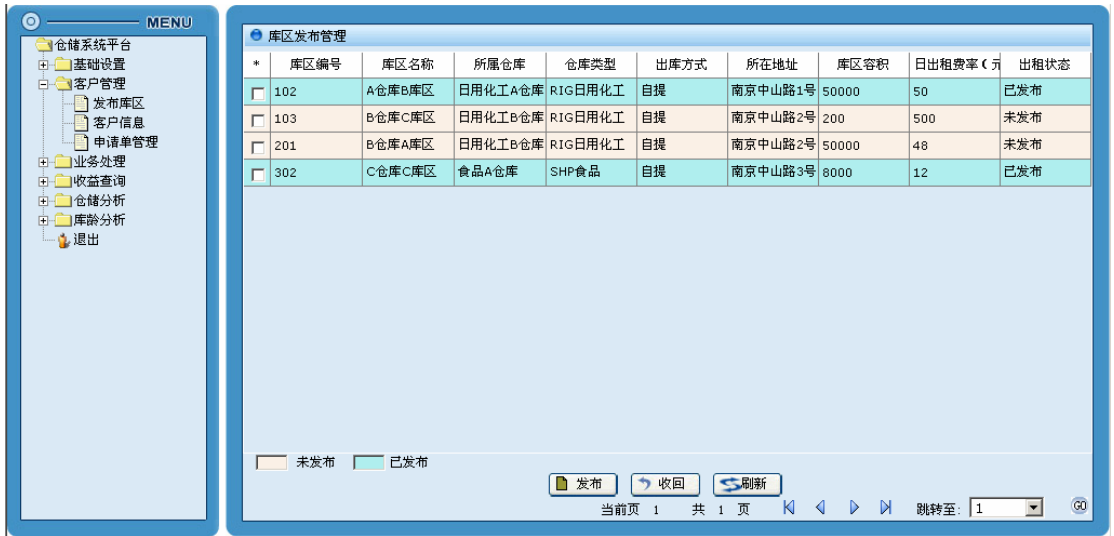 MENU
仓储系统平台
基础设置
客户管理
发布库区
客户信息
申请单管理
业务处理
收益查询
仓储分析
库龄分析
退出
库区发布管理
* 库区编号 库区名称 所属仓库 仓库类型 出库方式 所在地址 库区容积 日出租费率(元 出租状态
102 A仓库B库区 日用化工A仓库 RIG日用化工 自提 南京中山路1号 50000 50 已发布
103 B仓库C库区 日用化工B仓库 RIG日用化工 自提 南京中山路2号 200 500 未发布
201 B仓库A库区 日用化工B仓库 RIG日用化工 自提 南京中山路2号 50000 48 未发布
302 C仓库C库区 食品A仓库 SHP食品 自提 南京中山路3号 8000 12 已发布
未发布 已发布
发布 收回 刷新
当前页 1 共 1 页 跳转至: 1 GO